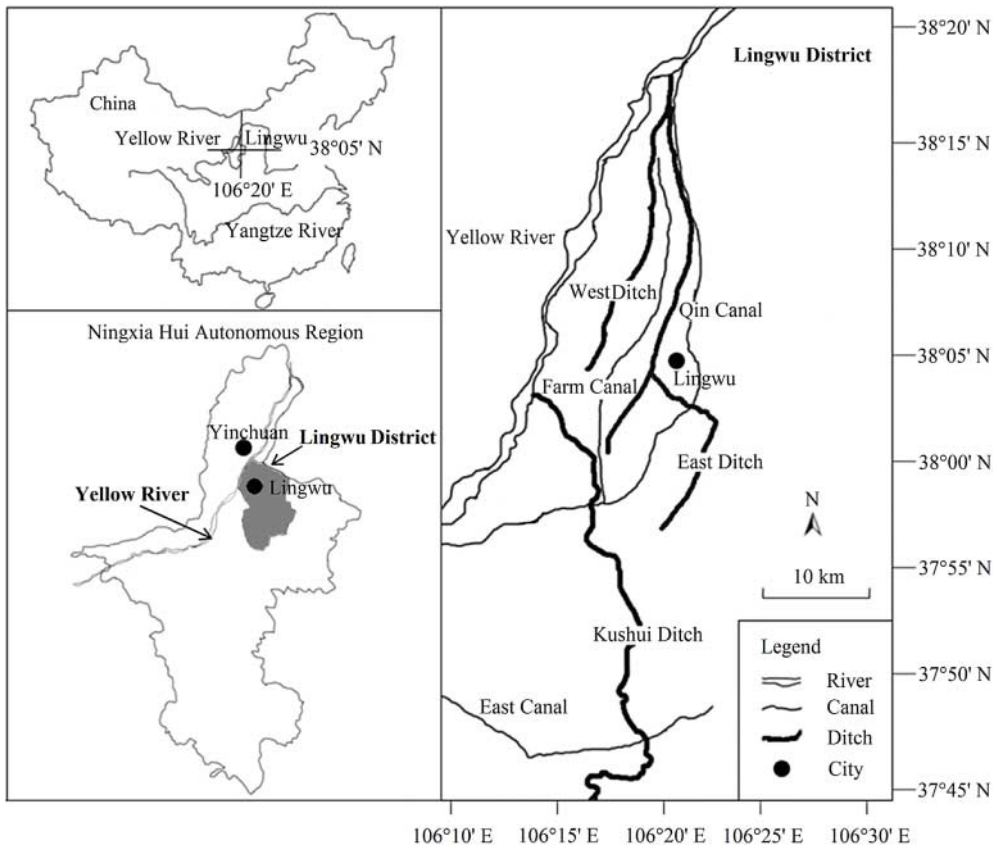 China
Yellow River
Lingwu
38°05' N
106°20' E
Yangtze River
Ningxia Hui Autonomous Region
Yinchuan
Lingwu District
Lingwu
Yellow River
Lingwu District
Yellow River
WestDitch
Qin Canal
Lingwu
Farm Canal
East Ditch
N
10 km
Kushui Ditch
East Canal
Legend
River
Canal
Ditch
City
38°20' N
38°15' N
38°10' N
38°05' N
38°00' N
37°55' N
37°50' N
37°45' N
106°10' E 106°15' E 106°20' E 106°25' E 106°30' E